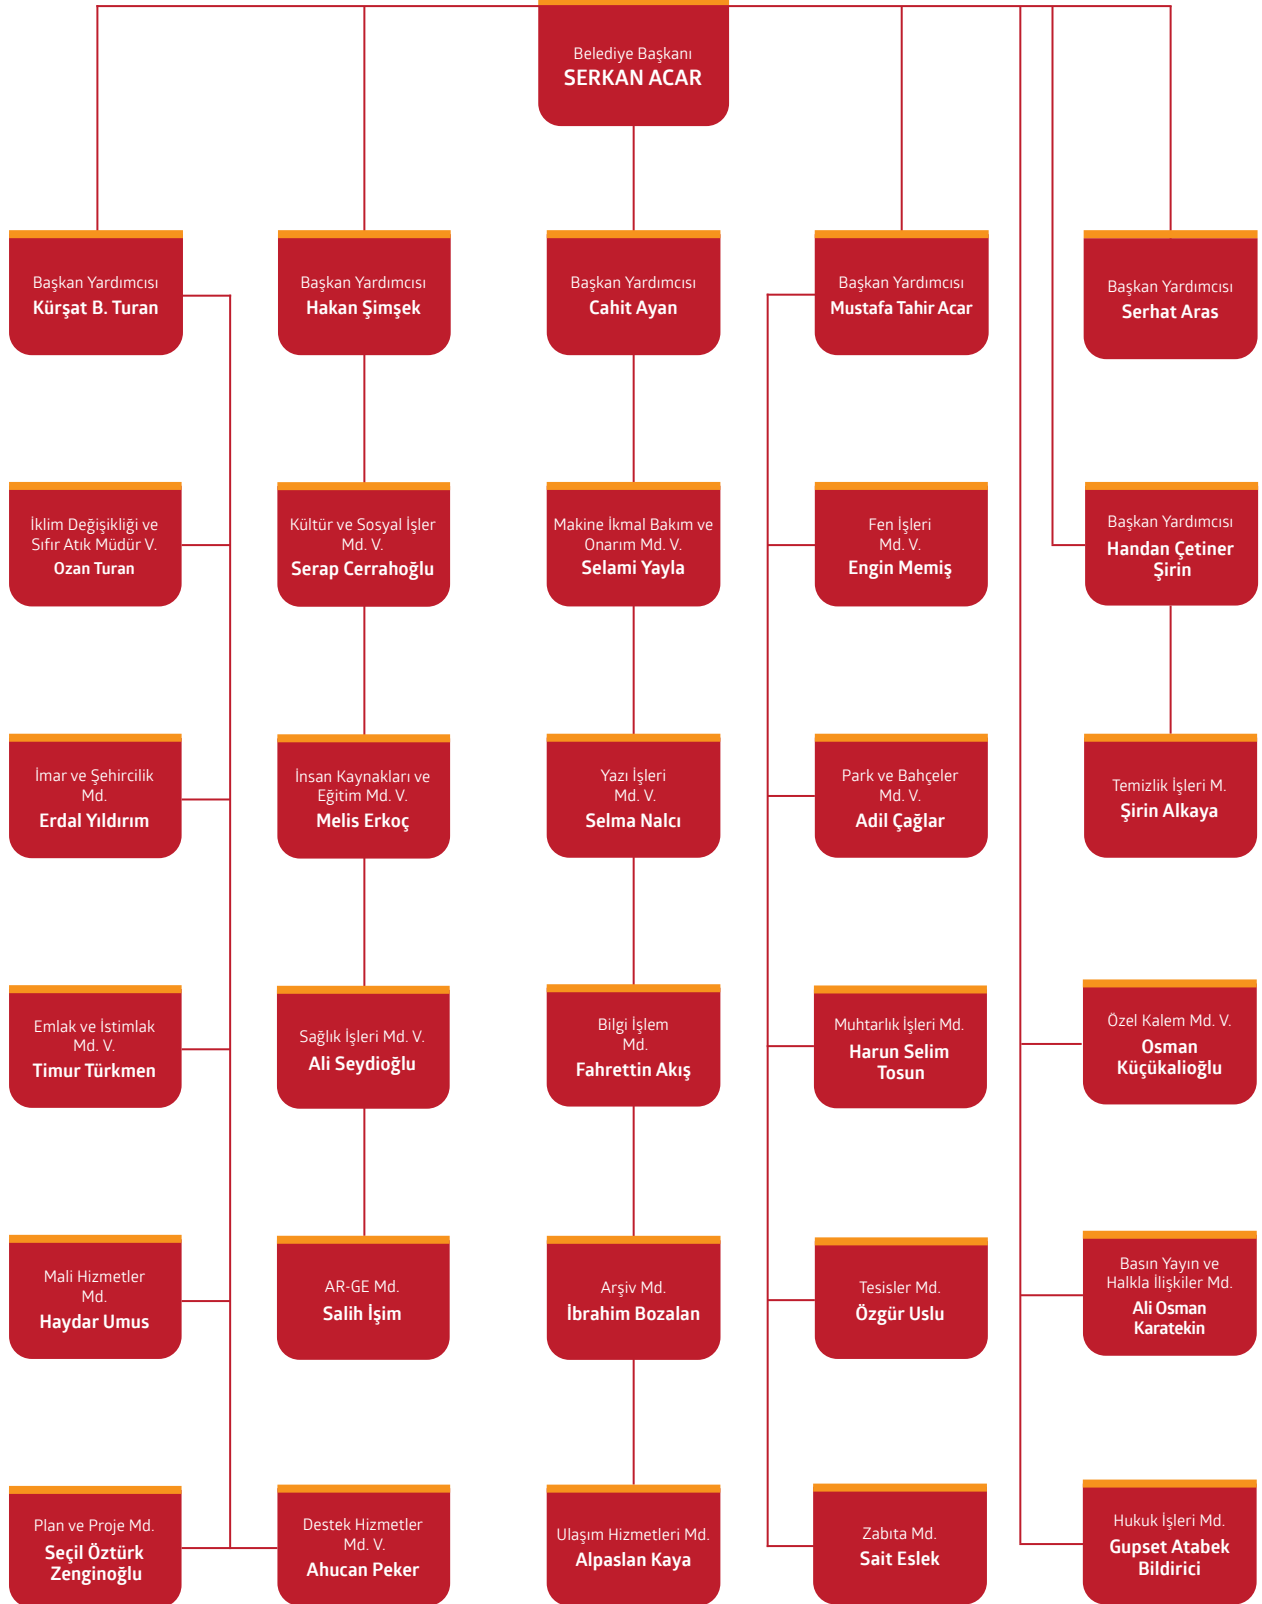 Belediye Başkanı
SERKAN ACAR
Başkan Yardımcısı
Kürşat B. Turan
Başkan Yardımcısı
Hakan Şimşek
Başkan Yardımcısı
Cahit Ayan
Başkan Yardımcısı
Mustafa Tahir Acar
Başkan Yardımcısı
Serhat Aras
İklim Değişikliği ve
Sıfır Atık Müdür V.
Ozan Turan
Kültür ve Sosyal İşler
Md. V.
Serap Cerrahoğlu
Makine İkmal Bakım ve
Onarım Md. V.
Selami Yayla
Fen İşleri
Md. V.
Engin Memiş
Başkan Yardımcısı
Handan Çetiner
Şirin
İmar ve Şehircilik
Md.
Erdal Yıldırım
İnsan Kaynakları ve
Eğitim Md. V.
Melis Erkoç
Yazı İşleri
Md. V.
Selma Nalcı
Park ve Bahçeler
Md. V.
Adil Çağlar
Temizlik İşleri M.
Şirin Alkaya
Emlak ve İstimlak
Md. V.
Timur Türkmen
Sağlık İşleri Md. V.
Ali Seydioğlu
Bilgi İşlem
Md.
Fahrettin Akış
Muhtarlık İşleri Md.
Harun Selim
Tosun
Özel Kalem Md. V.
Osman
Küçükalioğlu
Mali Hizmetler
Md.
Haydar Umus
AR-GE Md.
Salih İşim
Arşiv Md.
İbrahim Bozalan
Tesisler Md.
Özgür Uslu
Basın Yayın ve
Halkla İlişkiler Md.
Ali Osman
Karatekin
Plan ve Proje Md.
Seçil Öztürk
Zenginoğlu
Destek Hizmetler
Md. V.
Ahucan Peker
Ulaşım Hizmetleri Md.
Alpaslan Kaya
Zabıta Md.
Sait Eslek
Hukuk İşleri Md.
Gupset Atabek
Bildirici